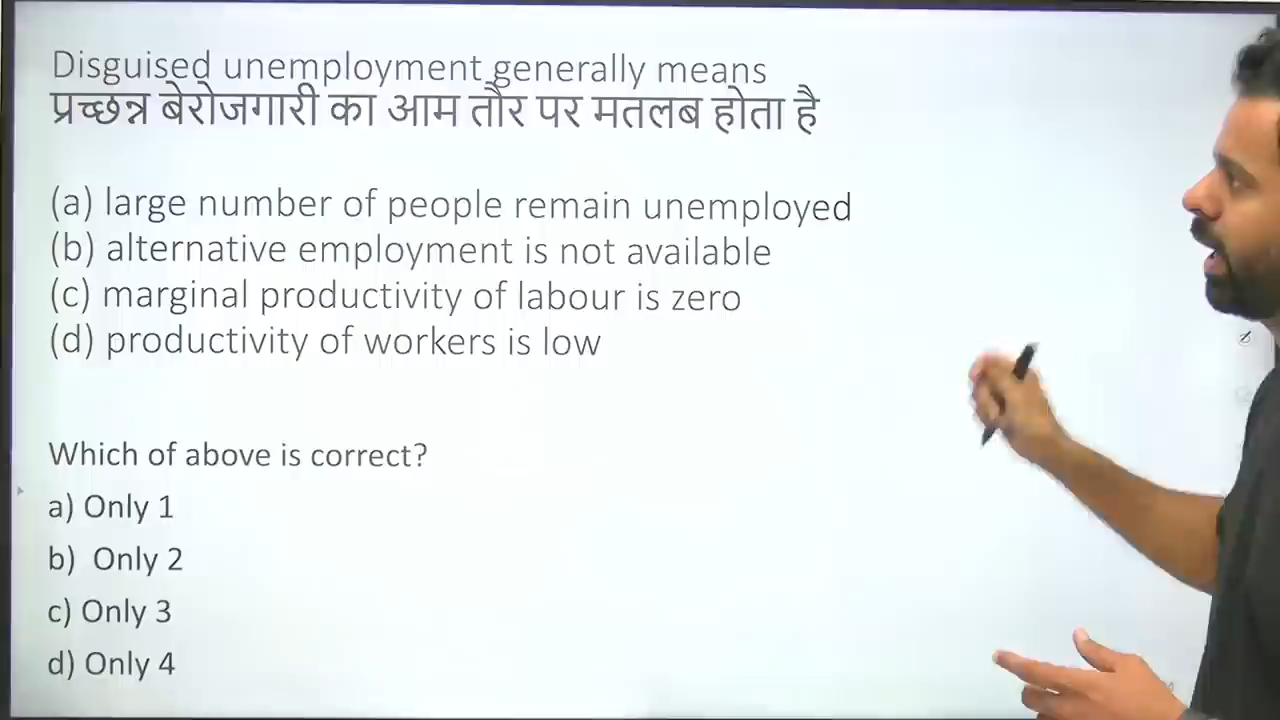 Disguised unemployment generally means
प्रच्छन्न बेरोजगारी का आम तौर पर मतलब होता है
(a) large number of people remain unemployed
(b) alternative employment is not available
(c) marginal productivity of labour is zero
(d) productivity of workers is low
Which of above is correct?
a) Only 1
b) Only 2
c) Only 3
d) Only 4